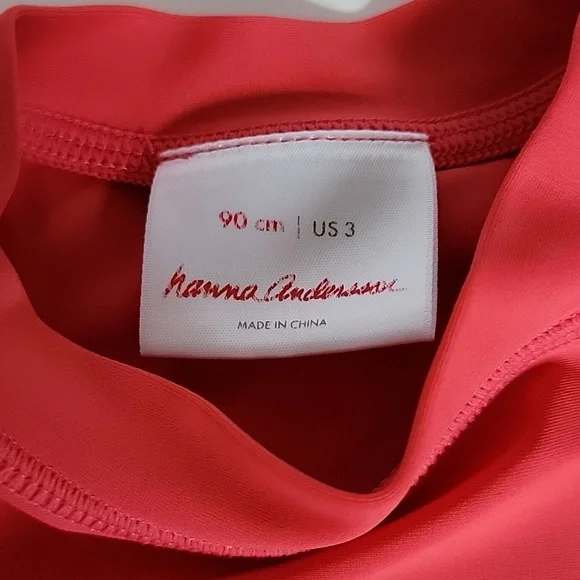 90 cm | US 3
hanna Andersson
MADE IN CHINA